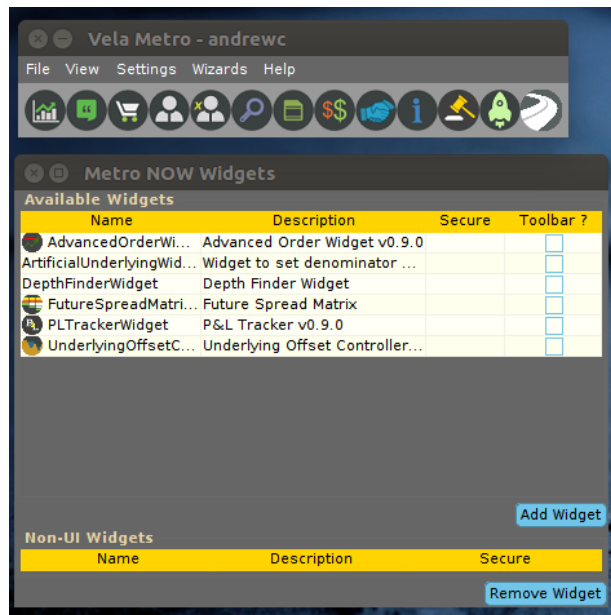 Vela Metro - andrewc
File View Settings Wizards Help
$$ i
Metro NOW Widgets
Available Widgets
Name Description Secure Toolbar ?
AdvancedOrderWi... Advanced Order Widget v0.9.0
ArtificialUnderlyingWid... Widget to set denominator ...
DepthFinderWidget Depth Finder Widget
FutureSpreadMatri... Future Spread Matrix
PLTrackerWidget P&L Tracker v0.9.0
UnderlyingOffsetC... Underlying Offset Controller...
Add Widget
Non-UI Widgets
Name Description Secure
Remove Widget